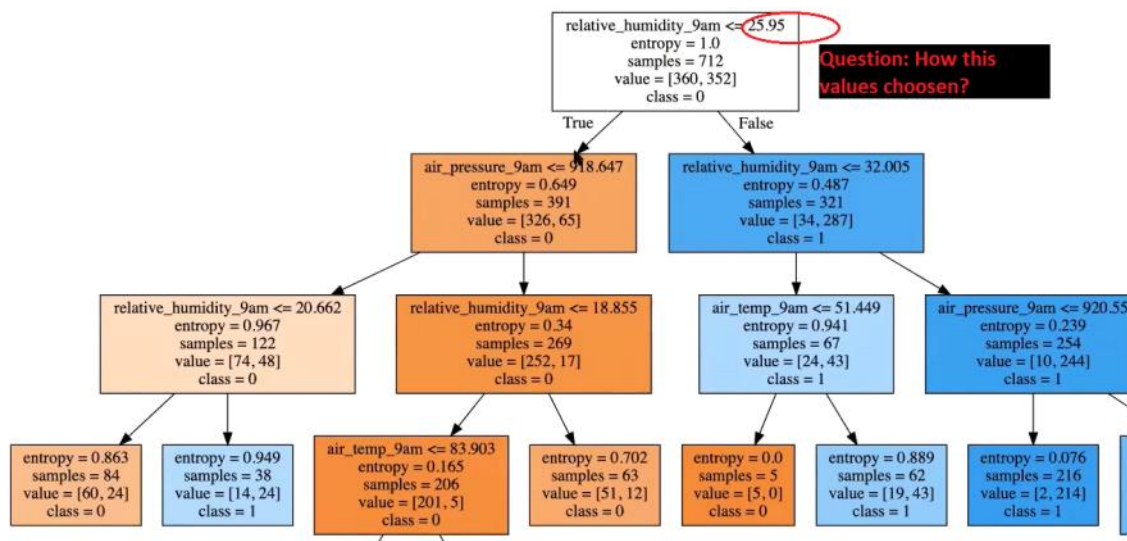 relative_humidity_9am <= 25.95
entropy = 1.0
samples = 712
value = [360, 352]
class = 0
Question: How this
values choosen?
True
False
air_pressure_9am <= 918.647
entropy = 0.649
samples = 391
value = [326, 65]
class = 0
relative_humidity_9am <= 32.005
entropy = 0.487
samples = 321
value = [34, 287]
class = 1
relative_humidity_9am <= 20.662
entropy = 0.967
samples = 122
value = [74, 48]
class = 0
relative_humidity_9am <= 18.855
entropy = 0.34
samples = 269
value = [252, 17]
class = 0
air_temp_9am <= 51.449
entropy = 0.941
samples = 67
value = [24, 43]
class = 1
air_pressure_9am <= 920.55
entropy = 0.239
samples = 254
value = [10, 244]
class = 1
entropy = 0.863
samples = 84
value = [60, 24]
class = 0
entropy = 0.949
samples = 38
value = [14, 24]
class = 1
air_temp_9am <= 83.903
entropy = 0.165
samples = 206
value = [201, 5]
class = 0
entropy = 0.702
samples = 63
value = [51, 12]
class = 0
entropy = 0.0
samples = 5
value = [5, 0]
class = 0
entropy = 0.889
samples = 62
value = [19, 43]
class = 1
entropy = 0.076
samples = 216
value = [2, 214]
class = 1